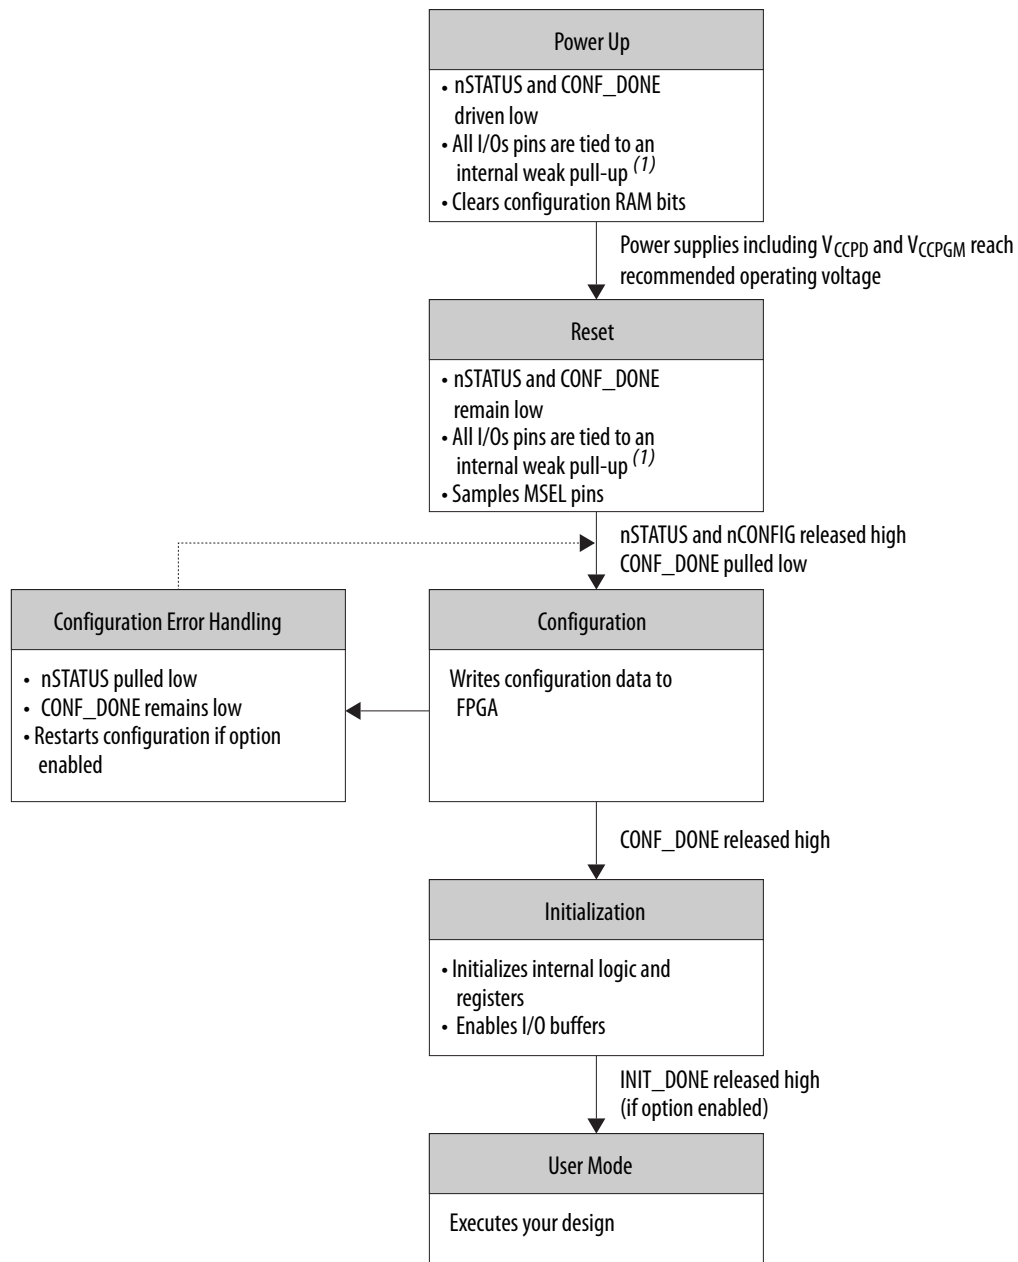 Power Up
• nSTATUS and CONF_DONE
driven low
• All I/Os pins are tied to an
internal weak pull-up (1)
• Clears configuration RAM bits
Power supplies including VCCPD and VCCPGM reach
recommended operating voltage
Reset
• nSTATUS and CONF_DONE
remain low
• All I/Os pins are tied to an
internal weak pull-up (1)
• Samples MSEL pins
nSTATUS and nCONFIG released high
CONF_DONE pulled low
Configuration Error Handling
• nSTATUS pulled low
• CONF_DONE remains low
• Restarts configuration if option
enabled
Configuration
Writes configuration data to
FPGA
CONF_DONE released high
Initialization
• Initializes internal logic and
registers
• Enables I/O buffers
INIT_DONE released high
(if option enabled)
User Mode
Executes your design